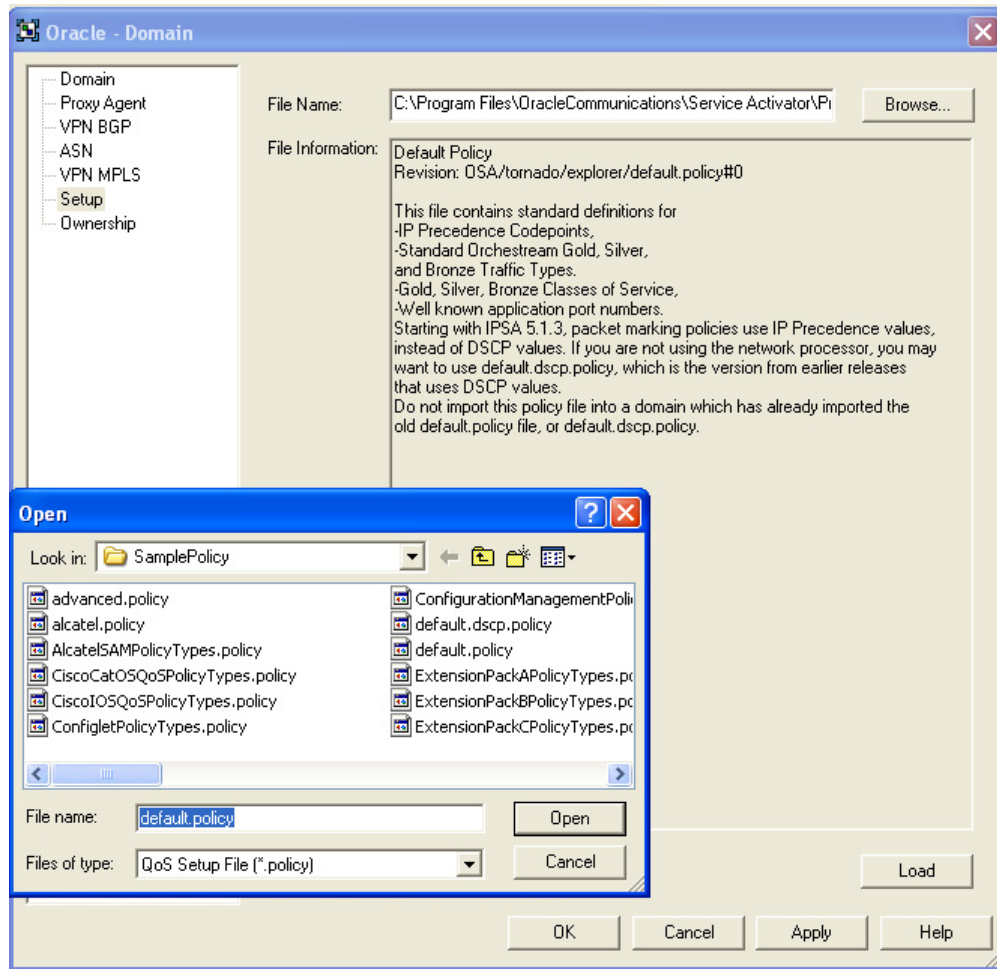 Oracle - Domain
Domain
Proxy Agent
VPN BGP
ASN
VPN MPLS
Setup
Ownership
File Name:
C:\Program Files\OracleCommunications\Service Activator\
Browse...
File Information:
Default Policy
Revision: OSA/tornado/explorer/default.policy#0
This file contains standard definitions for
-IP Precedence Codepoints,
-Standard Orchestream Gold, Silver,
and Bronze Traffic Types.
-Gold, Silver, Bronze Classes of Service,
-Well known application port numbers.
Starting with IPSA 5.1.3, packet marking policies use IP Precedence values,
instead of DSCP values. If you are not using the network processor, you may
want to use default.dscp.policy, which is the version from earlier releases
that uses DSCP values.
Do not import this policy file into a domain which has already imported the
old default.policy file, or default.dscp.policy.
Open
Look in:
SamplePolicy
advanced.policy
alcatel.policy
AlcatelSAMPolicyTypes.policy
CiscoCatOSQoSPolicyTypes.policy
CiscoIOSQoSPolicyTypes.policy
ConfigletPolicyTypes.policy
ConfigurationManagementPoli
default.dscp.policy
default.policy
ExtensionPackAPolicyTypes.po
ExtensionPackBPolicyTypes.po
ExtensionPackCPolicyTypes.po
File name:
default.policy
Open
Files of type:
QoS Setup File (*.policy)
Cancel
Load
OK
Cancel
Apply
Help